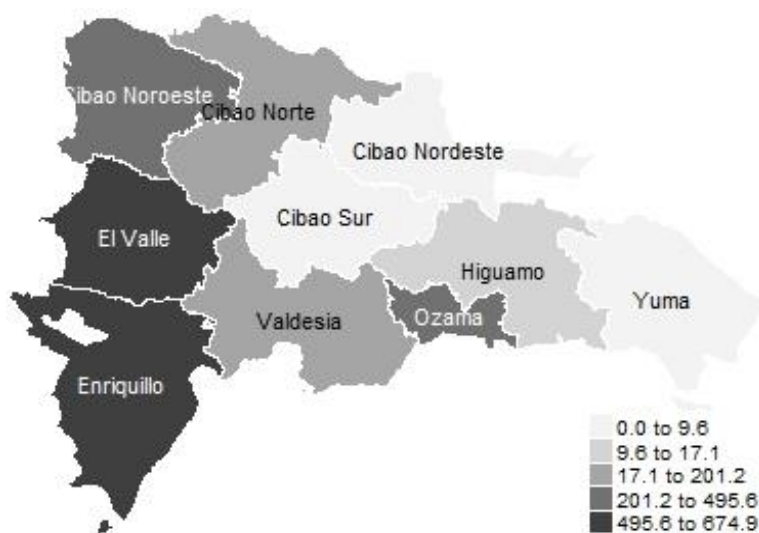 Cibao Noroeste
Cibao Norte
Cibao Nordeste
El Valle
Cibao Sur
Higuamo
Yuma
Valdesia
Ozama
Enriquillo
0.0 to 9.6
9.6 to 17.1
17.1 to 201.2
201.2 to 495.6
495.6 to 674.9